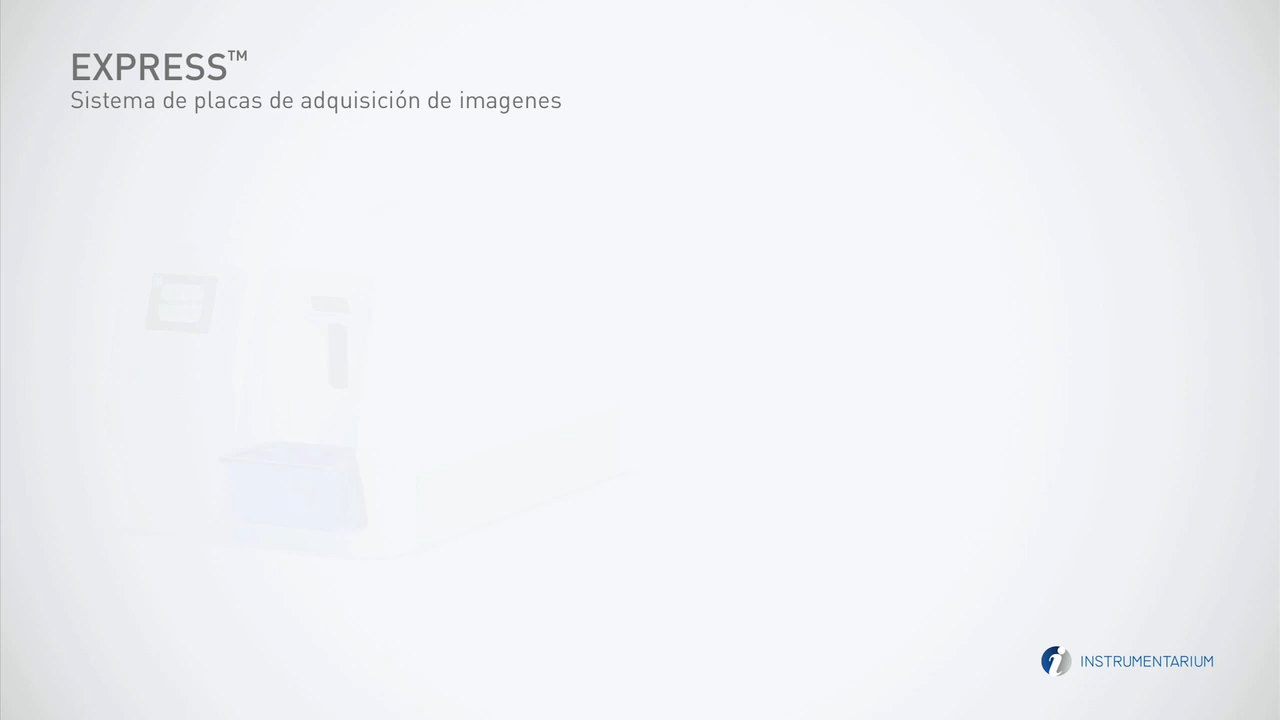 EXPRESS™
Sistema de placas de adquisición de imagenes
INSTRUMENTARIUM